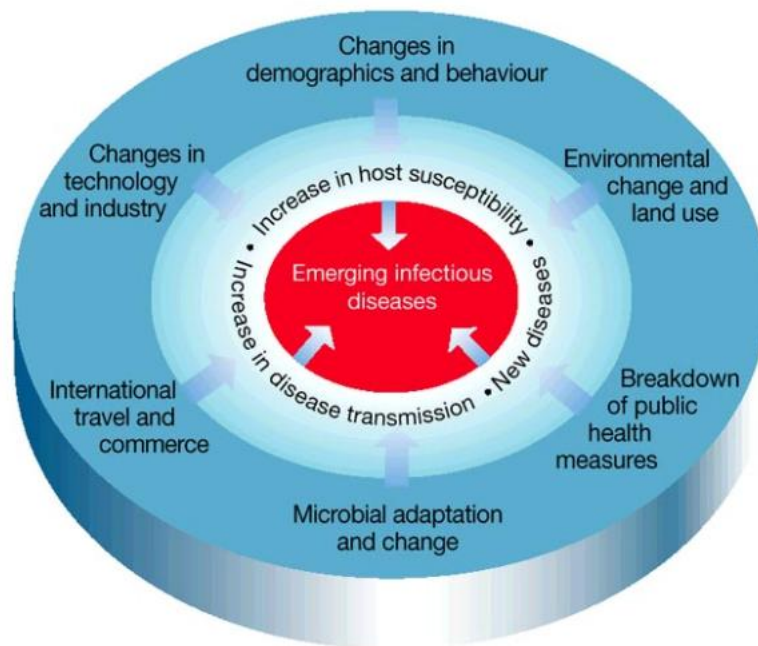 Changes in
demographics and behaviour
Changes in
technology
and industry
Environmental
change and
land use
• Increase in host susceptibility
• New diseases
• Increase in disease transmission
Emerging infectious
diseases
International
travel and
commerce
Breakdown
of public
health
measures
Microbial adaptation
and change